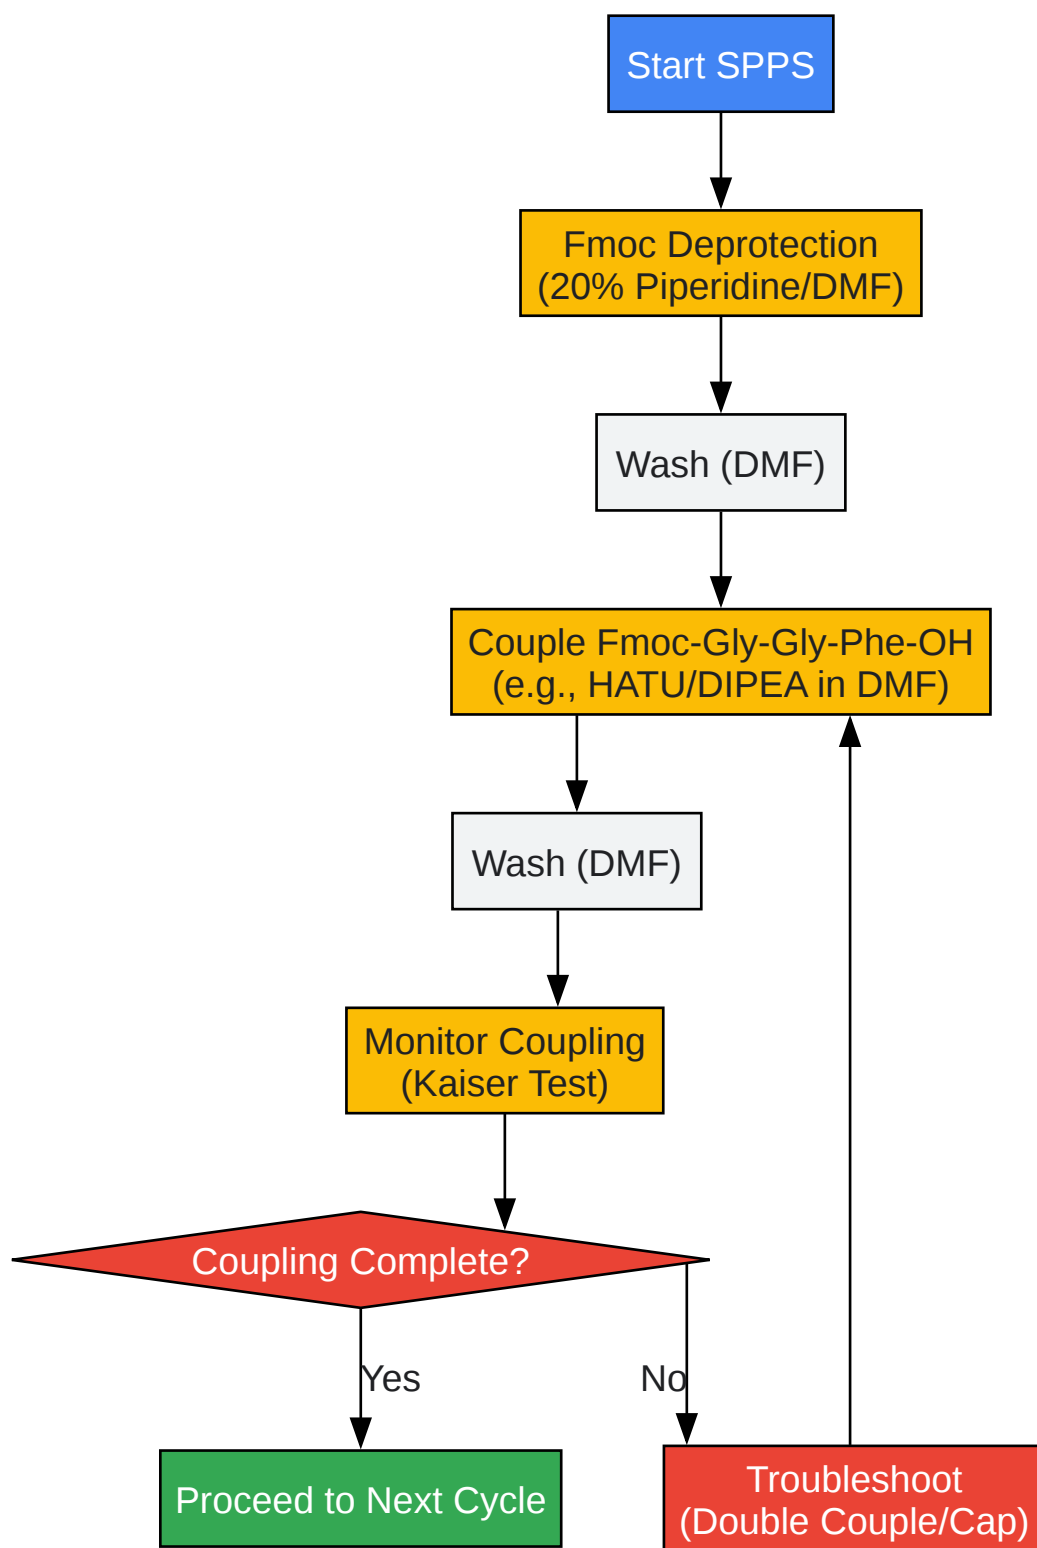 Start SPPS
Fmoc Deprotection
(20% Piperidine/DMF)
Wash (DMF)
Couple Fmoc-Gly-Gly-Phe-OH
(e.g., HATU/DIPEA in DMF)
Wash (DMF)
Monitor Coupling
(Kaiser Test)
Coupling Complete?
Yes
No
Proceed to Next Cycle
Troubleshoot
(Double Couple/Cap)